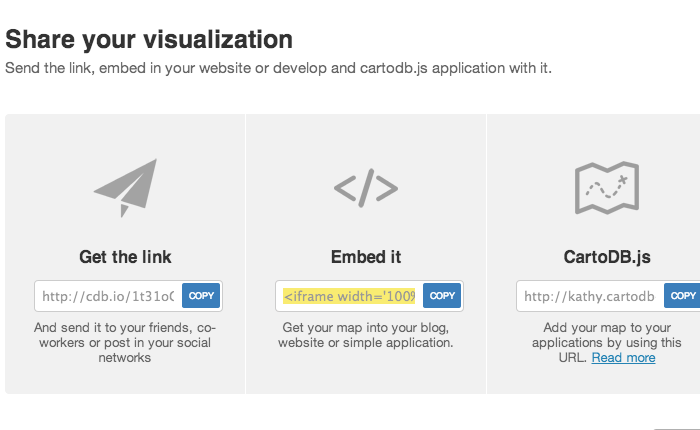 Share your visualization
Send the link, embed in your website or develop and cartodb.js application with it.
Get the link
Embed it
CartoDB.js
http://cdb.io/1t31o COPY
<iframe width='100% COPY
http://kathy.cartodb COPY
And send it to your friends, co-
workers or post in your social
networks
Get your map into your blog,
website or simple application.
Add your map to your
applications by using this
URL. Read more